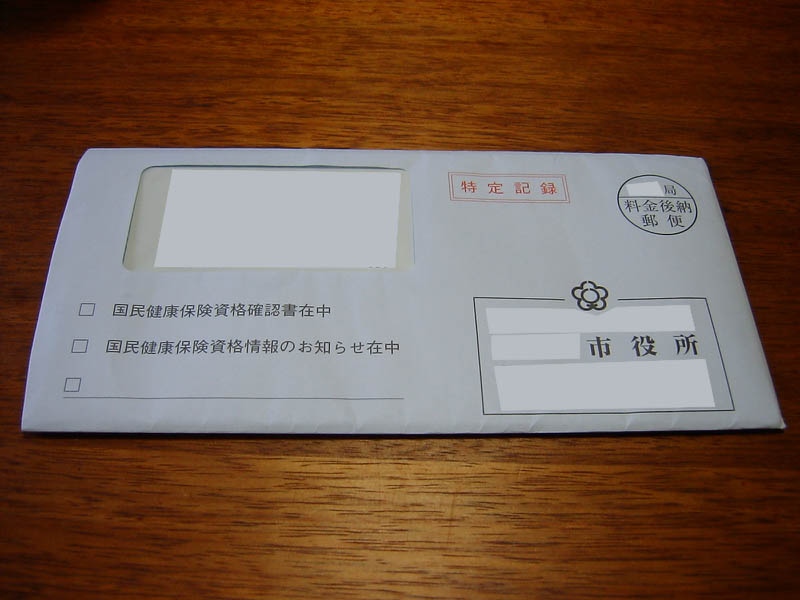 特定記録
局
料金後納
郵便
□ 国民健康保険資格確認書在中
□ 国民健康保険資格情報のお知らせ在中
□
市役所